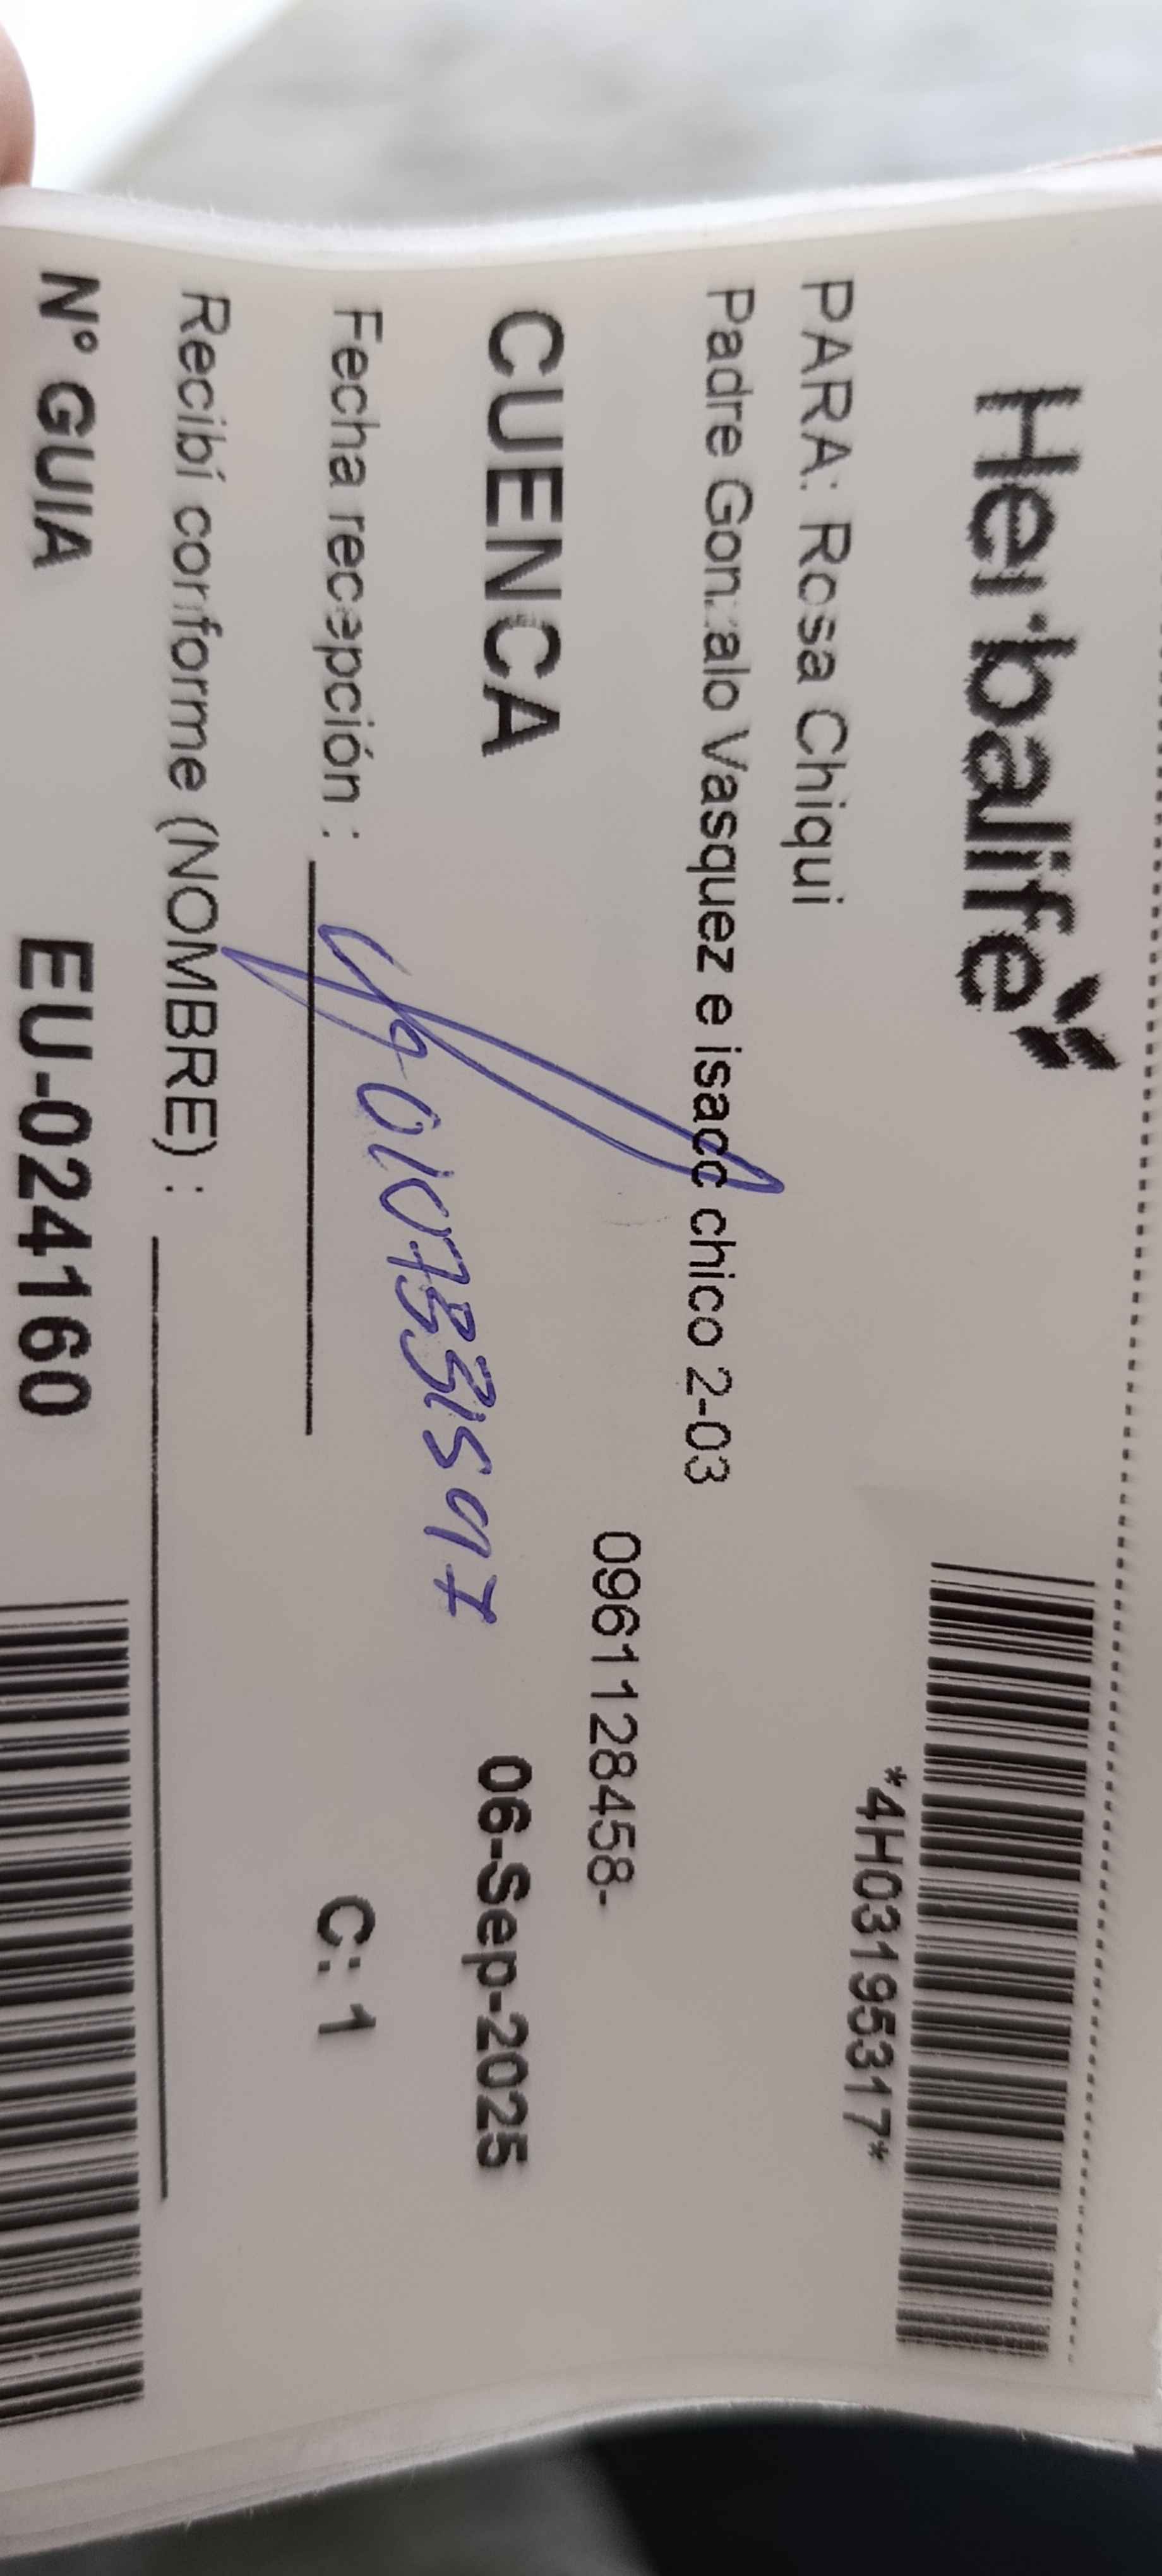 Herbalife
*4H03195317*
PARA: Rosa Chiqui
Padre Gonzalo Vasquez e isacc chico 2-03
0961128458-
CUENCA
06-Sep-2025
Fecha recepción :
C: 1
Recibí conforme (NOMBRE) :
N° GUIA EU-024160